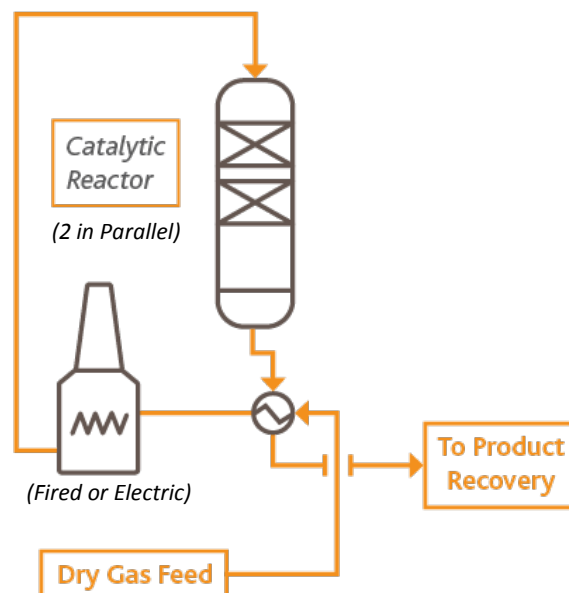 Catalytic
Reactor
(2 in Parallel)
(Fired or Electric)
To Product
Recovery
Dry Gas Feed